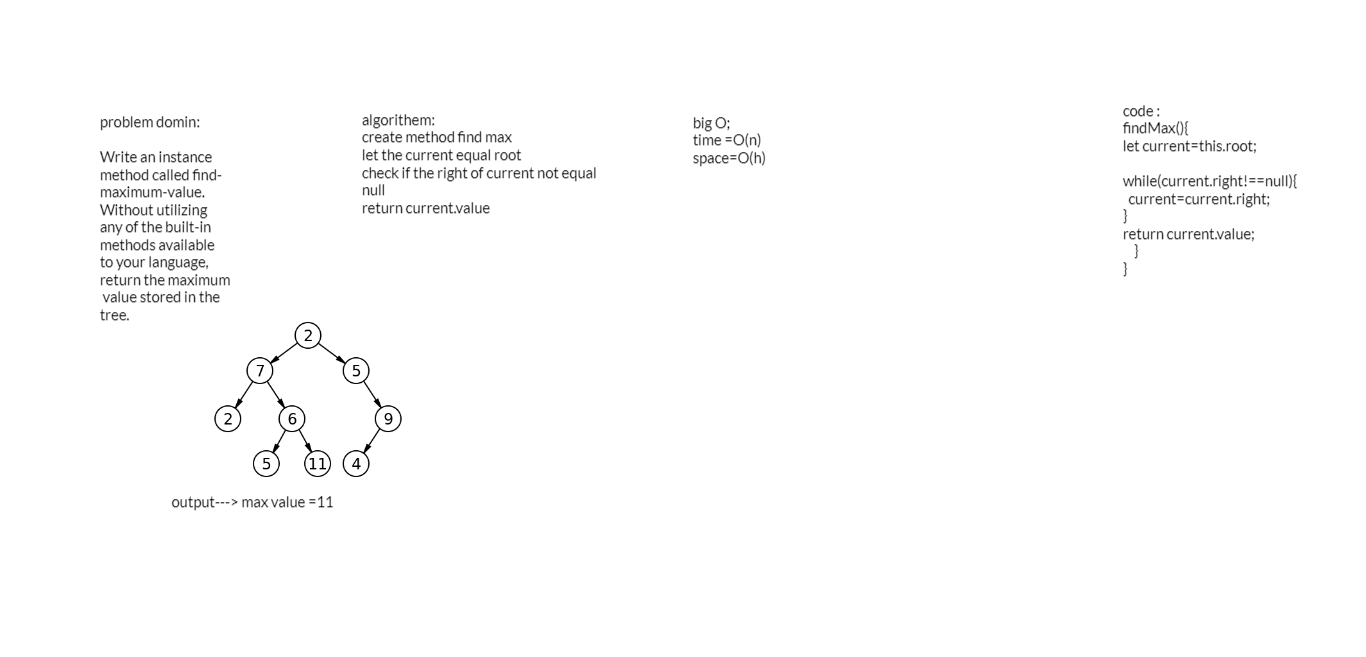 problem domin:
Write an instance
method called find-
maximum-value.
Without utilizing
any of the built-in
methods available
to your language,
return the maximum
value stored in the
tree.
algorithem:
create method find max
let the current equal root
check if the right of current not equal
null
return current.value
big O;
time =O(n)
space=O(h)
code :
findMax(){
let current=this.root;
while(current.right!==null){
current=current.right;
}
return current.value;
}
}
2
7
5
2
6
9
5
11
4
output---> max value =11